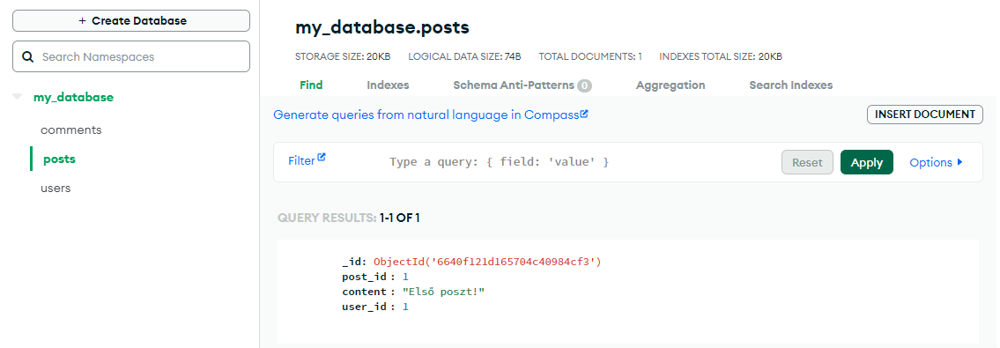 + Create Database
Search Namespaces
my_database
comments
posts
users
my_database.posts
STORAGE SIZE: 20KB LOGICAL DATA SIZE: 74B TOTAL DOCUMENTS: 1 INDEXES TOTAL SIZE: 20KB
Find Indexes Schema Anti-Patterns 0 Aggregation Search Indexes
Generate queries from natural language in Compass
INSERT DOCUMENT
Filter Type a query: { field: 'value' } Reset Apply Options
QUERY RESULTS: 1-1 OF 1
_id: ObjectId('6640f121d165704c40984cf3')
post_id : 1
content : "Első poszt!"
user_id : 1